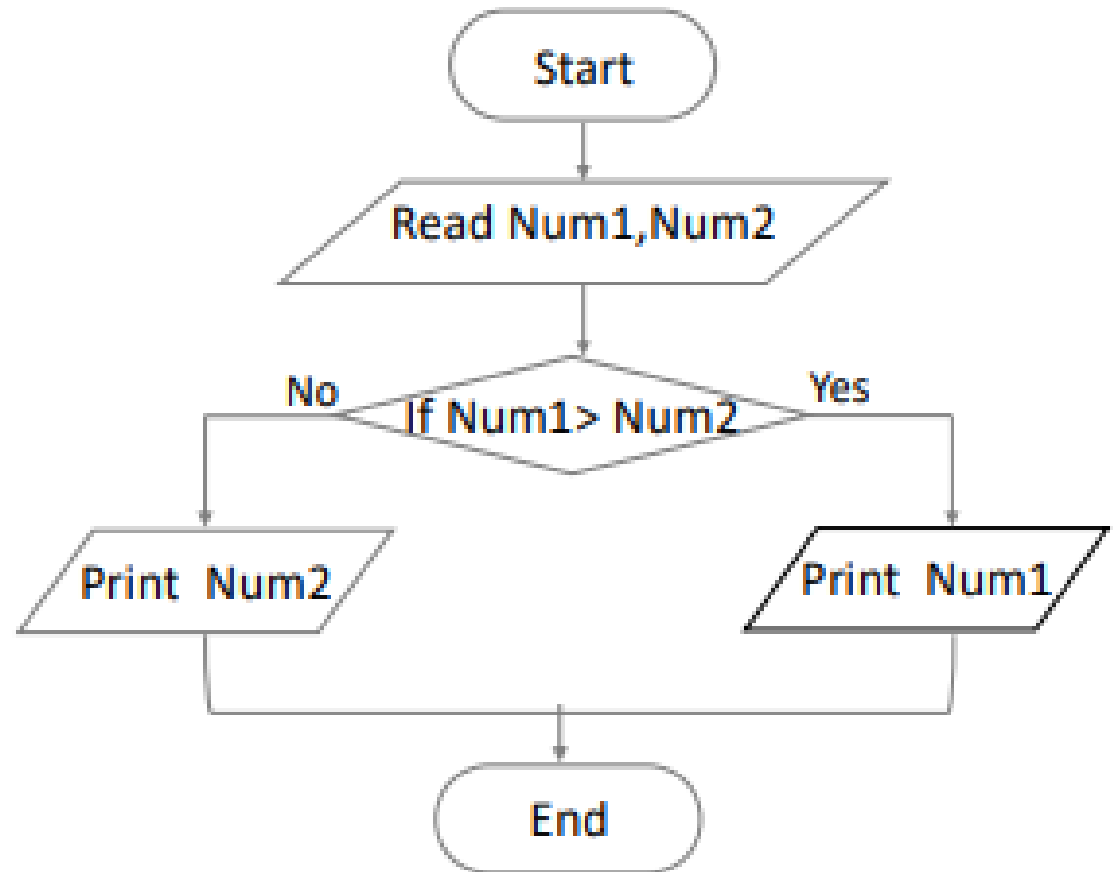 Start
Read Num1,Num2
No
Yes
If Num1> Num2
Print Num2
Print Num1
End